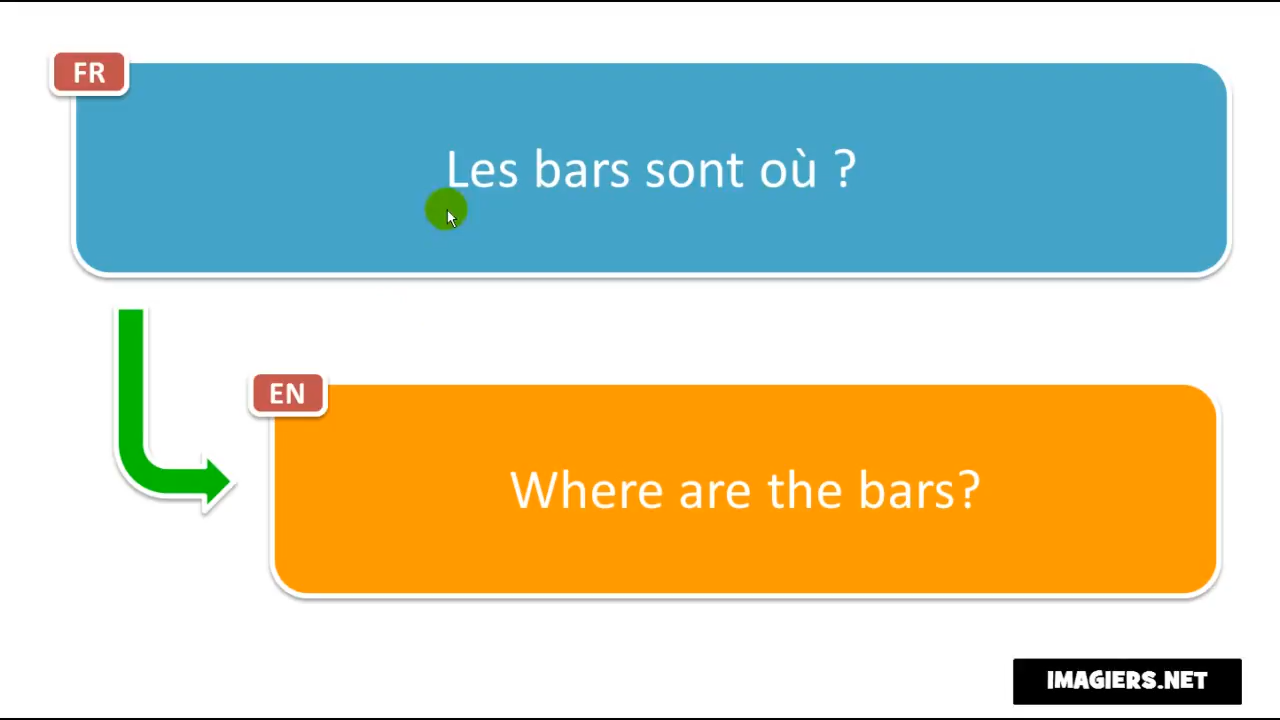 FR
Les bars sont où ?
EN
Where are the bars?
IMAGIERS.NET